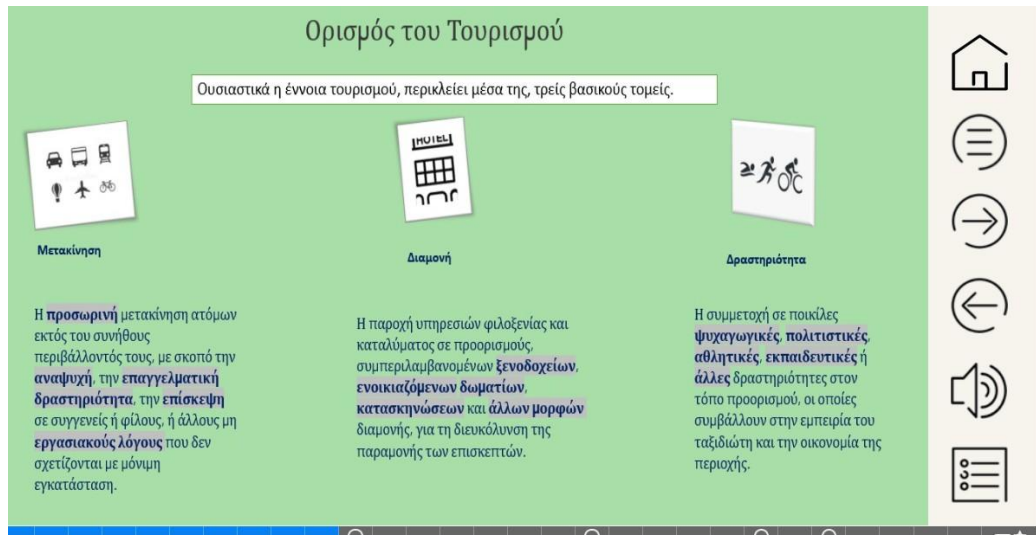 Ορισμός του Τουρισμού
Ουσιαστικά η έννοια τουρισμού, περικλείει μέσα της, τρείς βασικούς τομείς.
Μετακίνηση
Η προσωρινή μετακίνηση ατόμων
εκτός του συνήθους
περιβάλλοντός τους, με σκοπό την
αναψυχή, την επαγγελματική
δραστηριότητα, την επίσκεψη
σε συγγενείς ή φίλους, ή άλλους μη
εργασιακούς λόγους που δεν
σχετίζονται με μόνιμη
εγκατάσταση.
HOTEL
Διαμονή
Η παροχή υπηρεσιών φιλοξενίας και
καταλύματος σε προορισμούς,
συμπεριλαμβανομένων ξενοδοχείων,
ενοικιαζόμενων δωματίων,
κατασκηνώσεων και άλλων μορφών
διαμονής, για τη διευκόλυνση της
παραμονής των επισκεπτών.
Δραστηριότητα
Η συμμετοχή σε ποικίλες
ψυχαγωγικές, πολιτιστικές,
αθλητικές, εκπαιδευτικές ή
άλλες δραστηριότητες στον
τόπο προορισμού, οι οποίες
συμβάλλουν στην εμπειρία του
ταξιδιώτη και την οικονομία της
περιοχής.